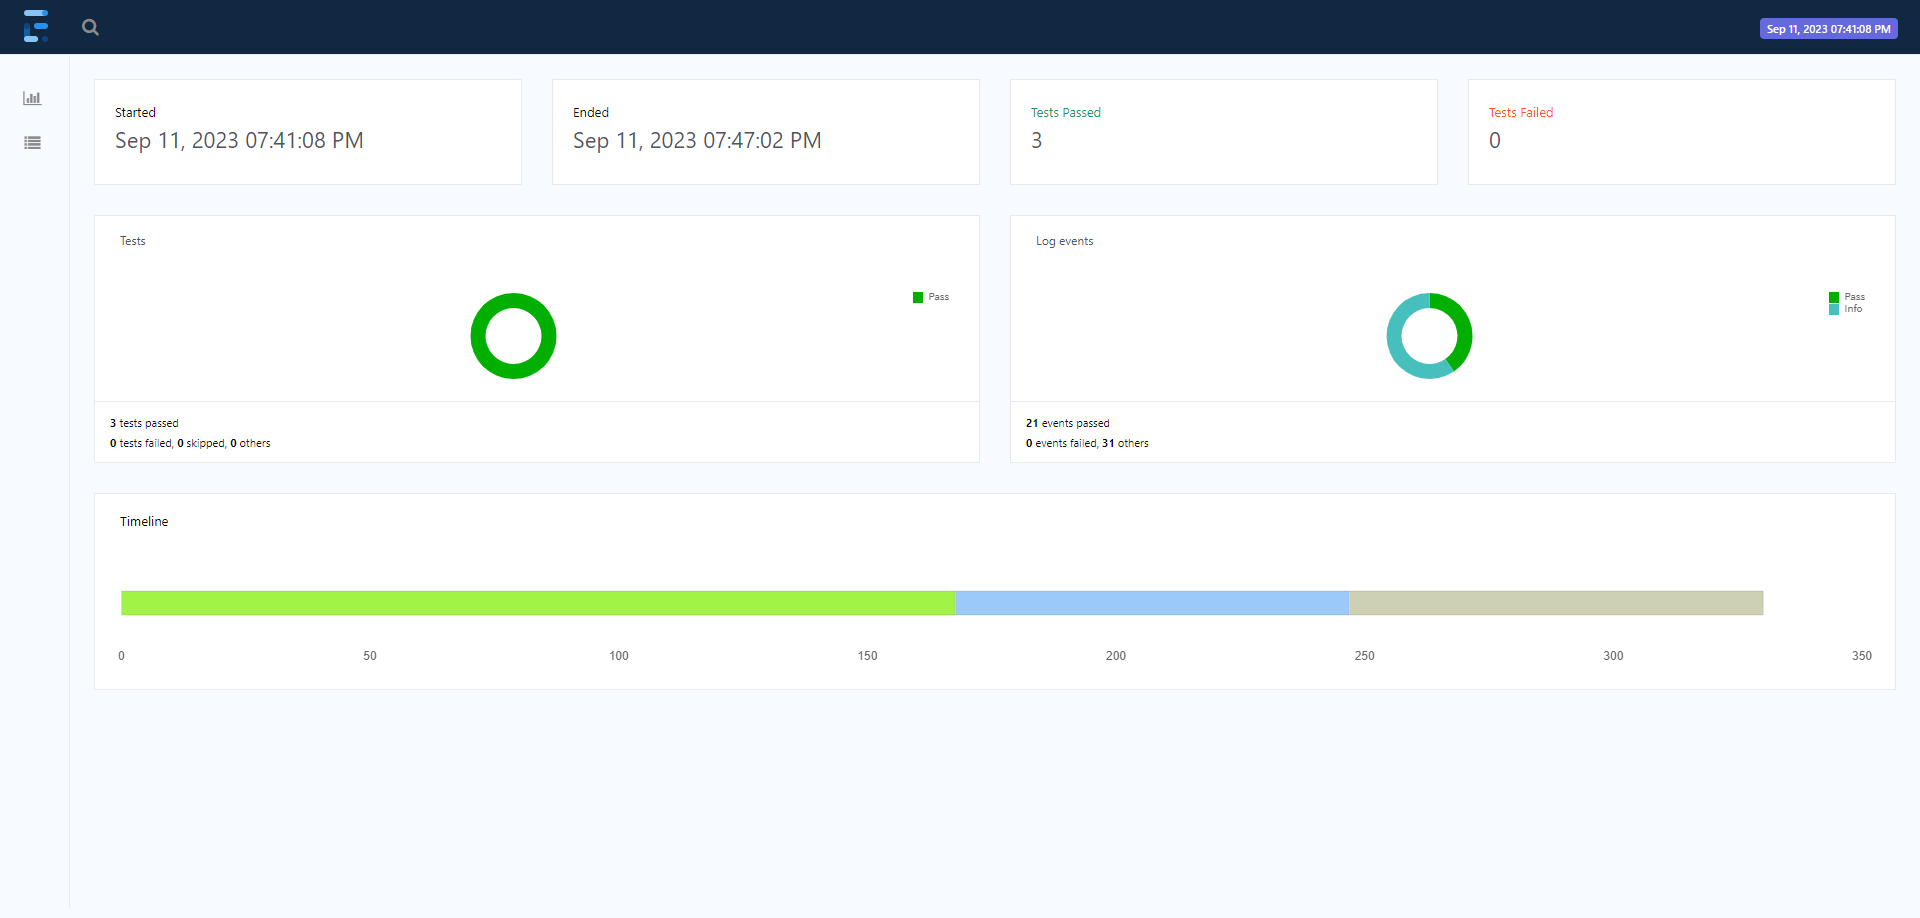 Sep 11, 2023 07:41:08 PM
Started
Sep 11, 2023 07:41:08 PM
Ended
Sep 11, 2023 07:47:02 PM
Tests Passed
3
Tests Failed
0
Tests
Pass
3 tests passed
0 tests failed, 0 skipped, 0 others
Log events
Pass
Info
21 events passed
0 events failed, 31 others
Timeline
0 50 100 150 200 250 300 350